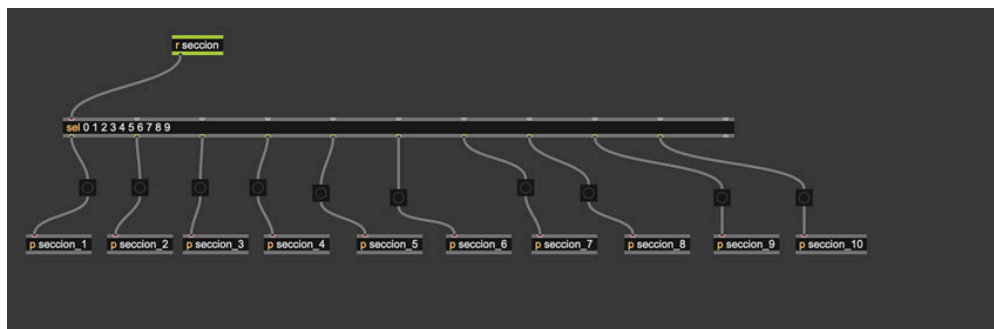 r seccion
sel 0 1 2 3 4 5 6 7 8 9
p seccion_1 p seccion_2 p seccion_3 p seccion_4 p seccion_5 p seccion_6 p seccion_7 p seccion_8 p seccion_9 p seccion_10